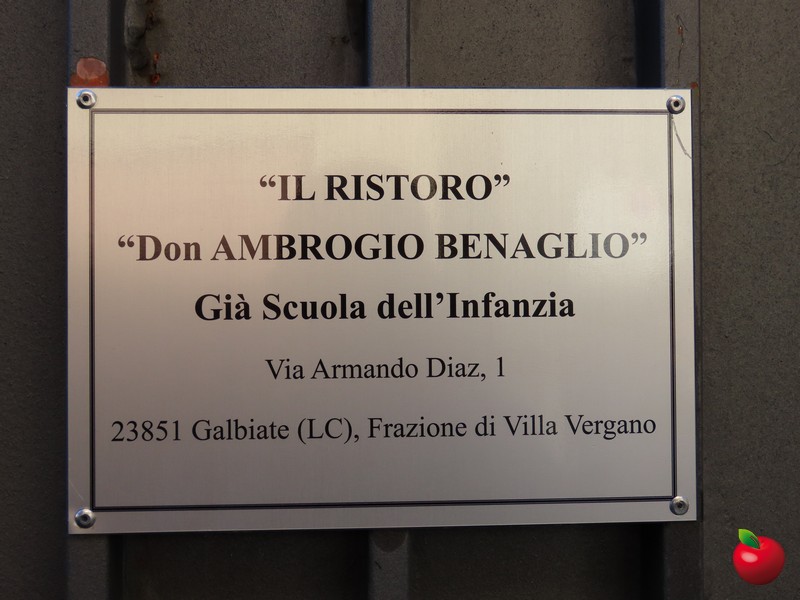 “IL RISTORO”
“Don AMBROGIO BENAGLIO”
Già Scuola dell’Infanzia
Via Armando Diaz, 1
23851 Galbiate (LC), Frazione di Villa Vergano